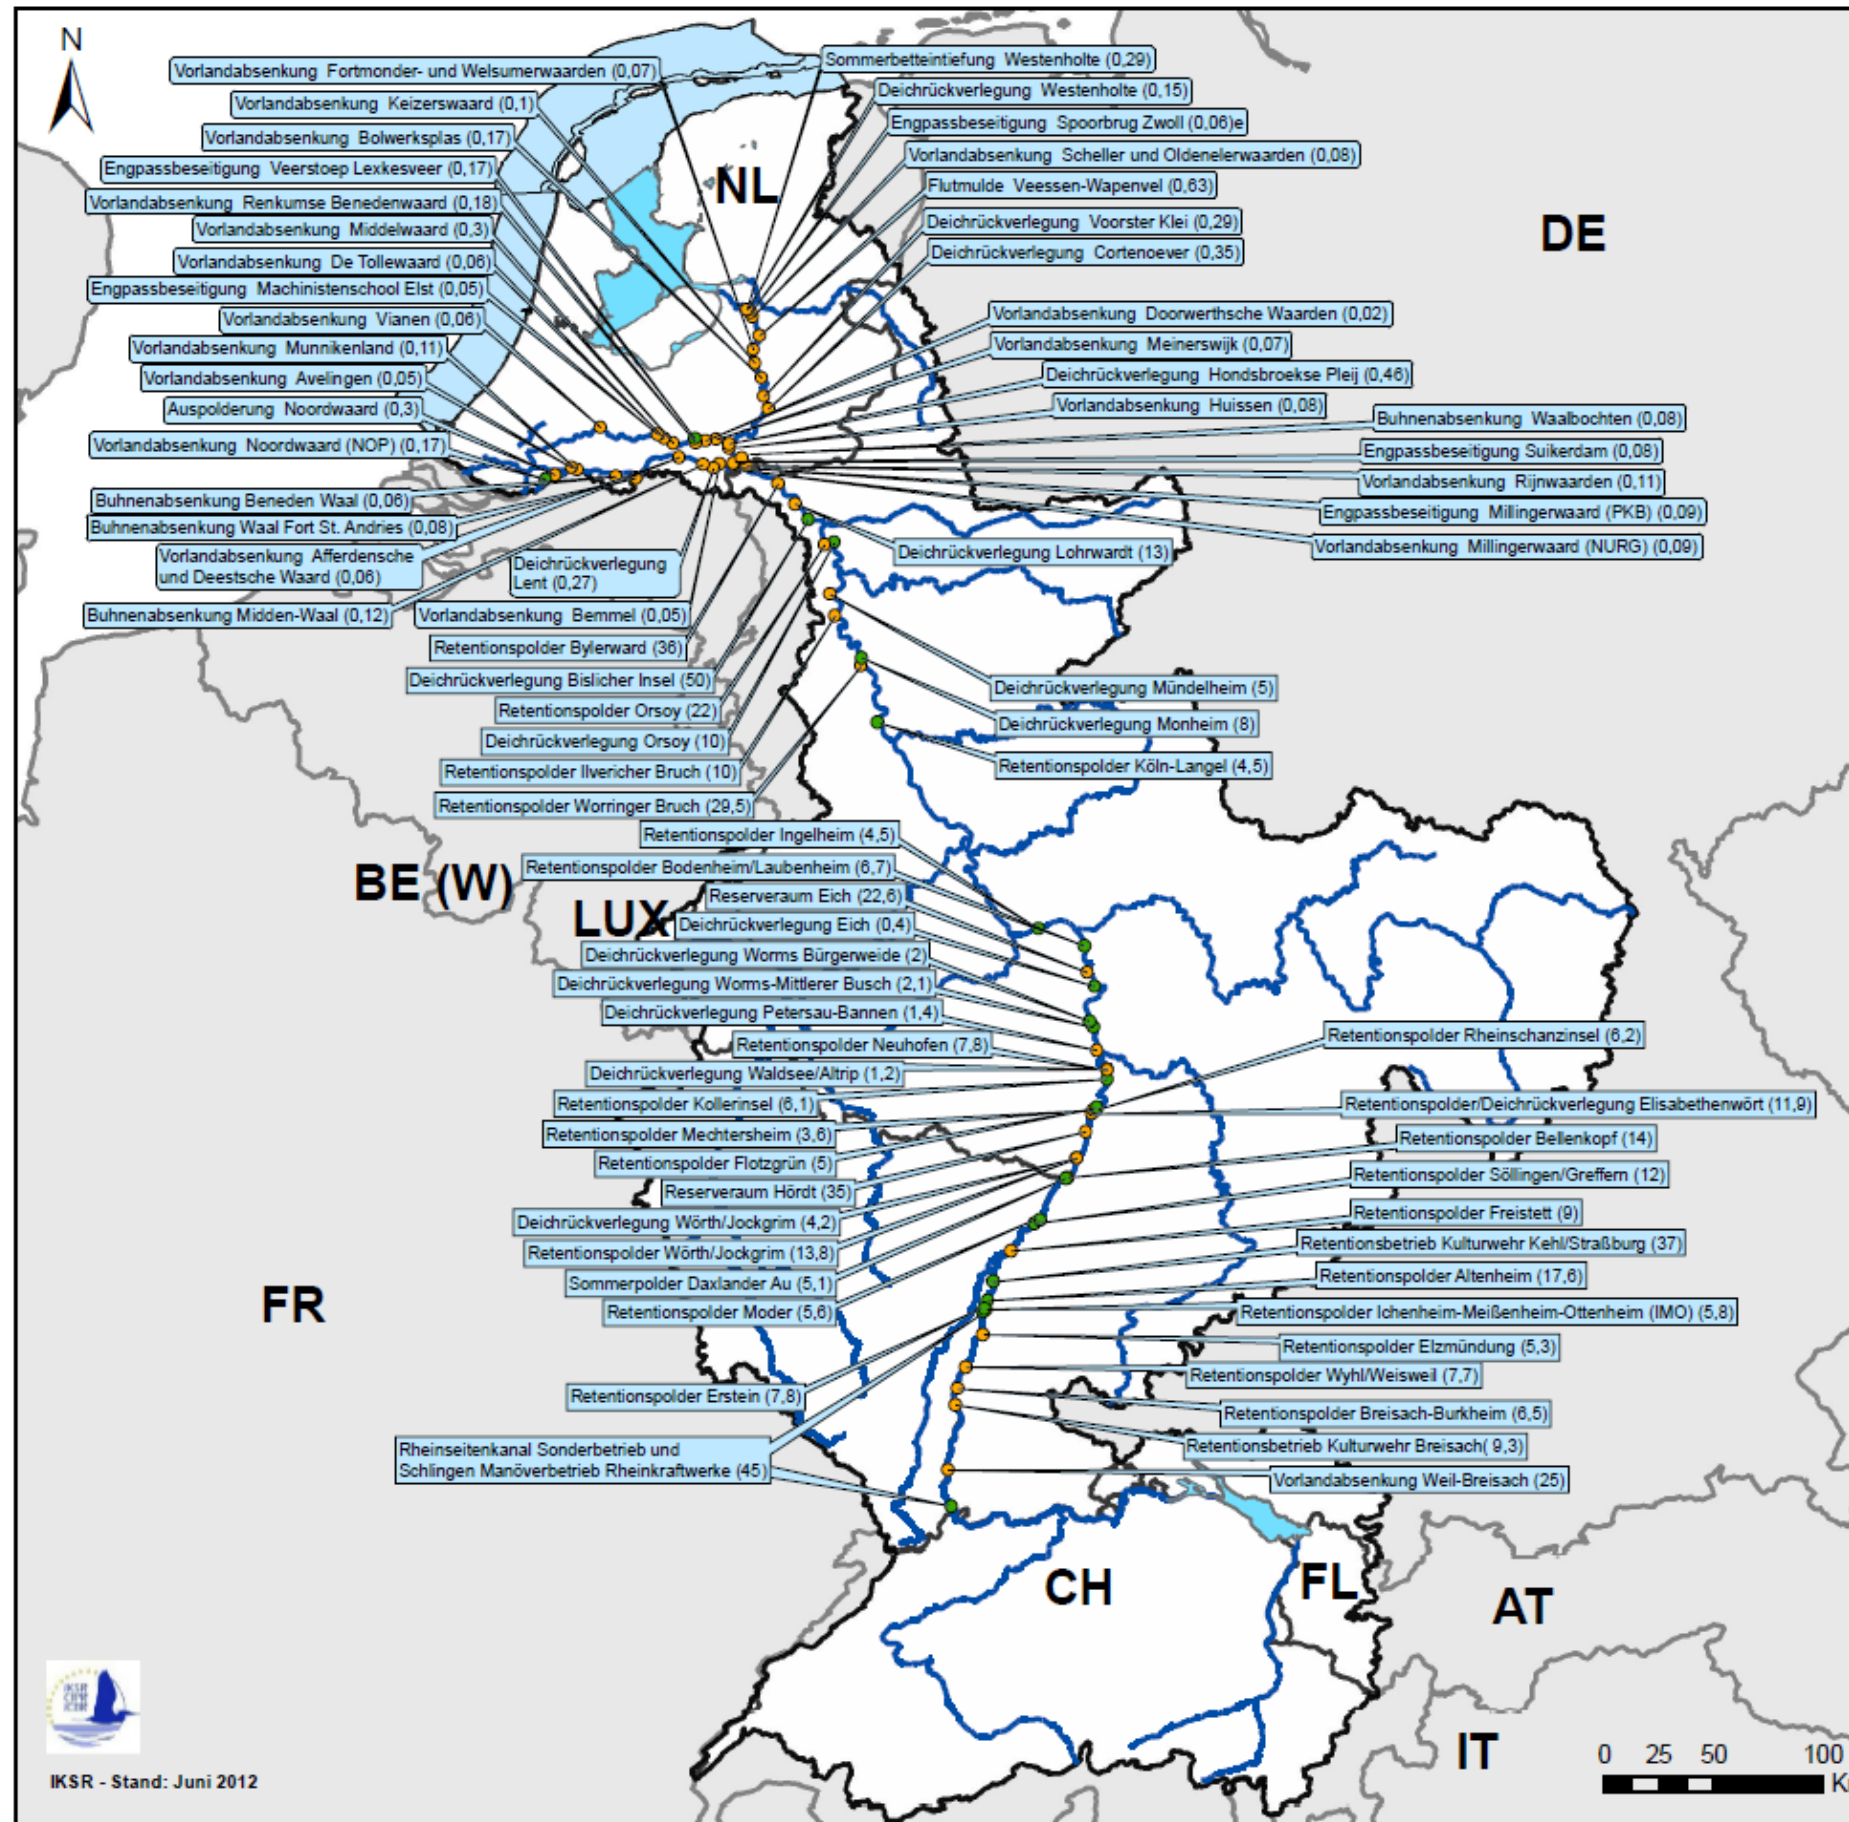 N
Vorlandabsenkung Fortmonder- und Welsumerwaarden (0,07)
Vorlandabsenkung Keizerswaard (0,1)
Vorlandabsenkung Bolwerksplas (0,17)
Engpassbeseitigung Veerstoep Lexkesveer (0,17)
Vorlandabsenkung Renkumse Benedenwaard (0,18)
Vorlandabsenkung Middelwaard (0,3)
Vorlandabsenkung De Tollewaard (0,06)
Engpassbeseitigung Machinistenschool Elst (0,05)
Vorlandabsenkung Vianen (0,06)
Vorlandabsenkung Munnikenland (0,11)
Vorlandabsenkung Avelingen (0,05)
Auspolderung Noordwaard (0,3)
Vorlandabsenkung Noordwaard (NOP) (0,17)
Buhnenabsenkung Beneden Waal (0,06)
Buhnenabsenkung Waal Fort St. Andries (0,08)
Vorlandabsenkung Afferdensche
und Deestsche Waard (0,06)
Buhnenabsenkung Midden-Waal (0,12)
Deichrückverlegung
Lent (0,27)
Vorlandabsenkung Bemmel (0,05)
Retentionspolder Bylerward (36)
Deichrückverlegung Bislicher Insel (50)
Retentionspolder Orsoy (22)
Deichrückverlegung Orsoy (10)
Retentionspolder Ilvericher Bruch (10)
Retentionspolder Worringer Bruch (29,5)
Sommerbetteintiefung Westenholte (0,29)
Deichrückverlegung Westenholte (0,15)
Engpassbeseitigung Spoorbrug Zwoll (0,06)e
Vorlandabsenkung Scheller und Oldenelerwaarden (0,08)
Flutmulde Veessen-Wapenvel (0,63)
Deichrückverlegung Voorster Klei (0,29)
Deichrückverlegung Cortenoever (0,35)
Vorlandabsenkung Doorwerthsche Waarden (0,02)
Vorlandabsenkung Meinerswijk (0,07)
Deichrückverlegung Hondsbroekse Pleij (0,46)
Vorlandabsenkung Huissen (0,08)
Buhnenabsenkung Waalbochten (0,08)
Engpassbeseitigung Suikerdam (0,08)
Vorlandabsenkung Rijnwaarden (0,11)
Engpassbeseitigung Millingerwaard (PKB) (0,09)
Vorlandabsenkung Millingerwaard (NURG) (0,09)
Deichrückverlegung Lohrwardt (13)
Deichrückverlegung Mündelheim (5)
Deichrückverlegung Monheim (8)
Retentionspolder Köln-Langel (4,5)
NL
DE
BE (W)
LUX
Retentionspolder Ingelheim (4,5)
Retentionspolder Bodenheim/Laubenheim (6,7)
Reserveraum Eich (22,6)
Deichrückverlegung Eich (0,4)
Deichrückverlegung Worms Bürgerweide (2)
Deichrückverlegung Worms-Mittlerer Busch (2,1)
Deichrückverlegung Petersau-Bannen (1,4)
Retentionspolder Neuhofen (7,8)
Deichrückverlegung Waldsee/Altrip (1,2)
Retentionspolder Kollerinsel (6,1)
Retentionspolder Mechtersheim (3,6)
Retentionspolder Flotzgrün (5)
Reserveraum Hördt (35)
Deichrückverlegung Wörth/Jockgrim (4,2)
Retentionspolder Wörth/Jockgrim (13,8)
Sommerpolder Daxlander Au (5,1)
Retentionspolder Moder (5,6)
Retentionspolder Erstein (7,8)
Rheinseitenkanal Sonderbetrieb und
Schlingen Manöverbetrieb Rheinkraftwerke (45)
Retentionspolder Rheinschanzinsel (6,2)
Retentionspolder/Deichrückverlegung Elisabethenwört (11,9)
Retentionspolder Bellenkopf (14)
Retentionspolder Söllingen/Greffern (12)
Retentionspolder Freistett (9)
Retentionsbetrieb Kulturwehr Kehl/Straßburg (37)
Retentionspolder Altenheim (17,6)
Retentionspolder Ichenheim-Meißenheim-Ottenheim (IMO) (5,8)
Retentionspolder Elzmündung (5,3)
Retentionspolder Wyhl/Weisweil (7,7)
Retentionspolder Breisach-Burkheim (6,5)
Retentionsbetrieb Kulturwehr Breisach( 9,3)
Vorlandabsenkung Weil-Breisach (25)
FR
CH
FL
AT
IT
IKSR
CIPR
ICBR
IKSR - Stand: Juni 2012
0 25 50 100